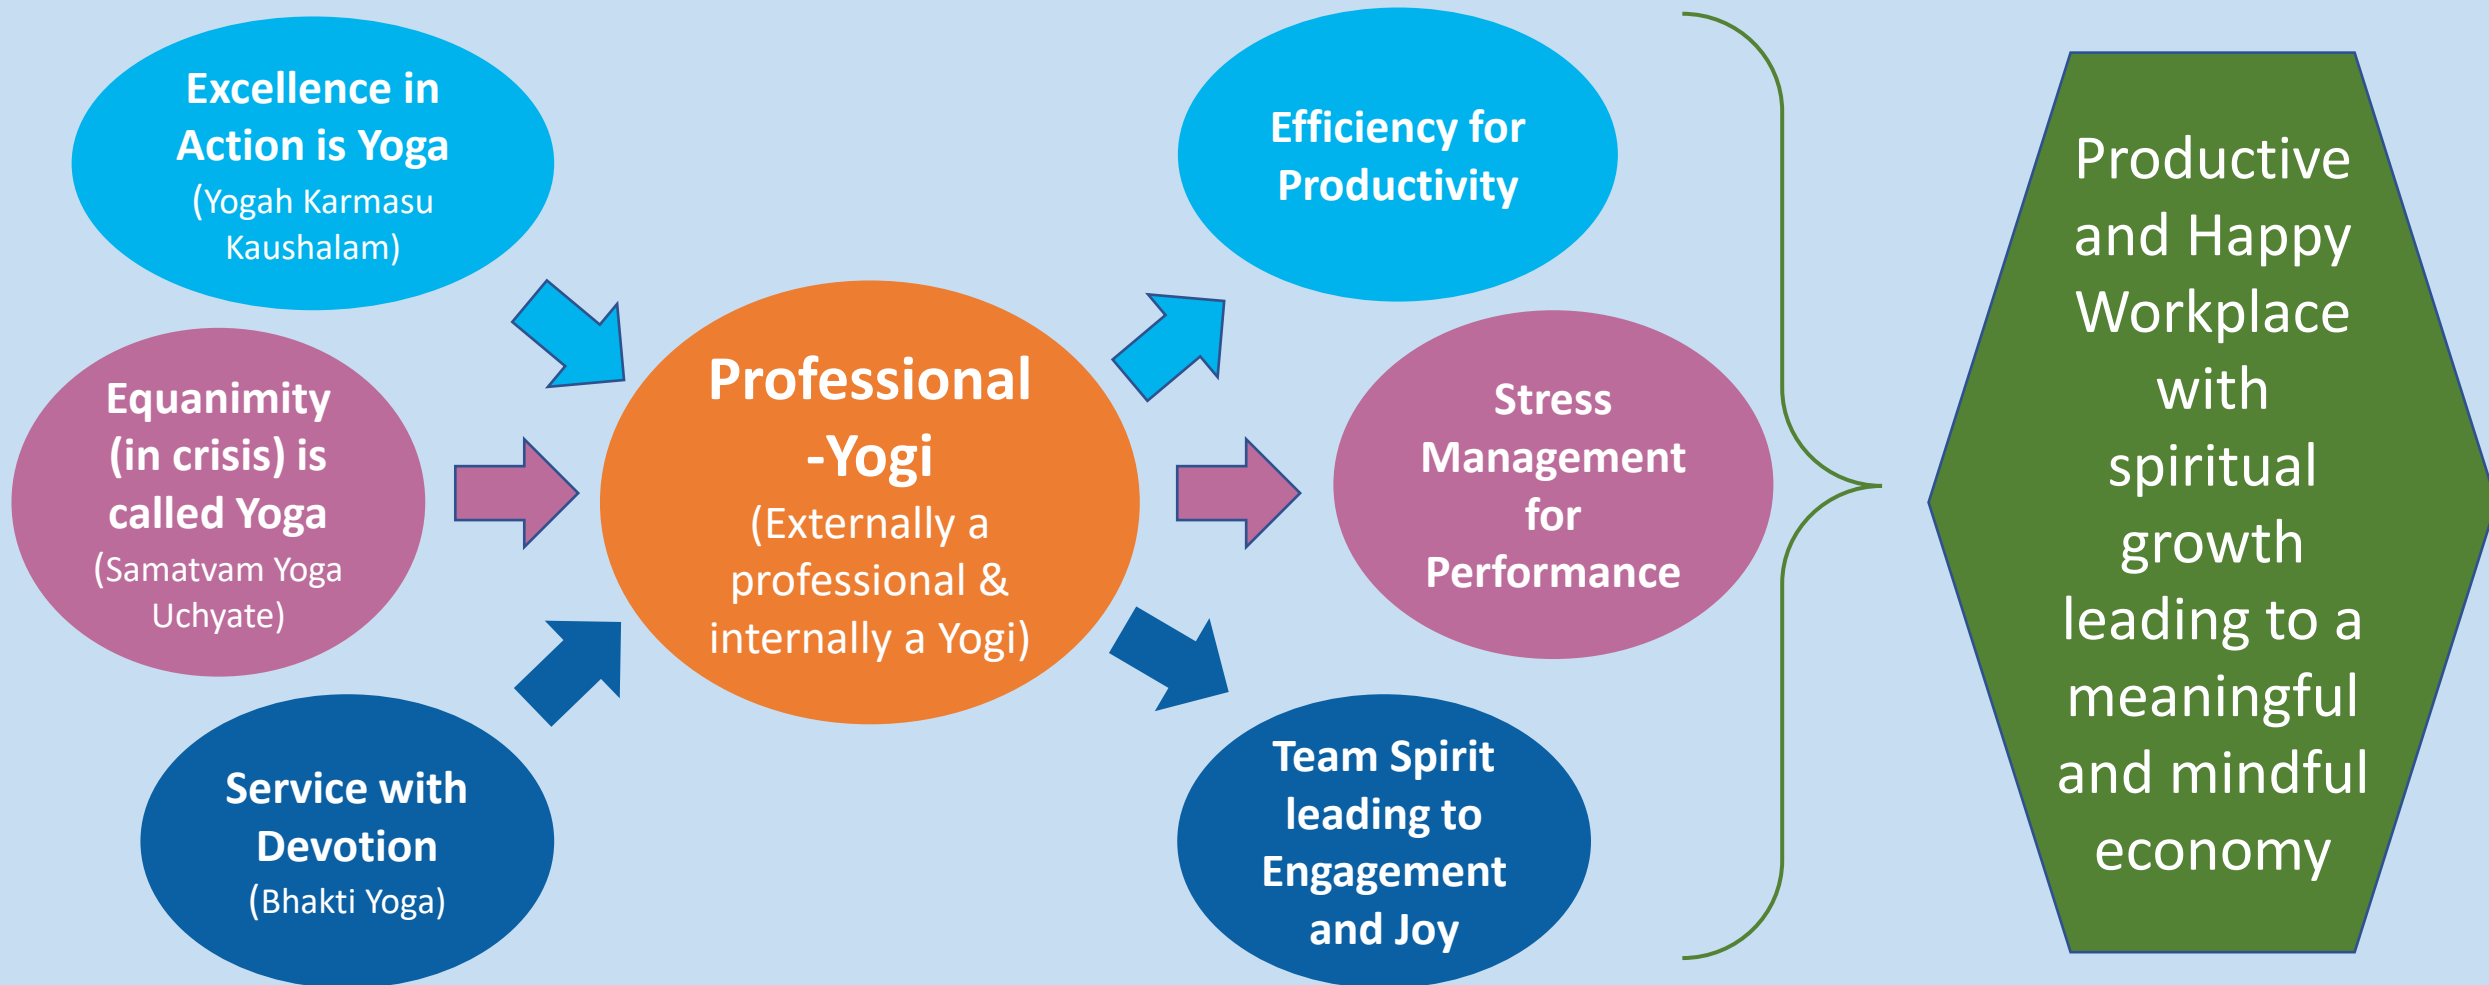 Excellence in
Action is Yoga
(Yogah Karmasu
Kaushalam)
Equanimity
(in crisis) is
called Yoga
(Samatvam Yoga
Uchyate)
Service with
Devotion
(Bhakti Yoga)
Professional
-Yogi
(Externally a
professional &
internally a Yogi)
Efficiency for
Productivity
Stress
Management
for
Performance
Team Spirit
leading to
Engagement
and Joy
Productive
and Happy
Workplace
with
spiritual
growth
leading to a
meaningful
and mindful
economy